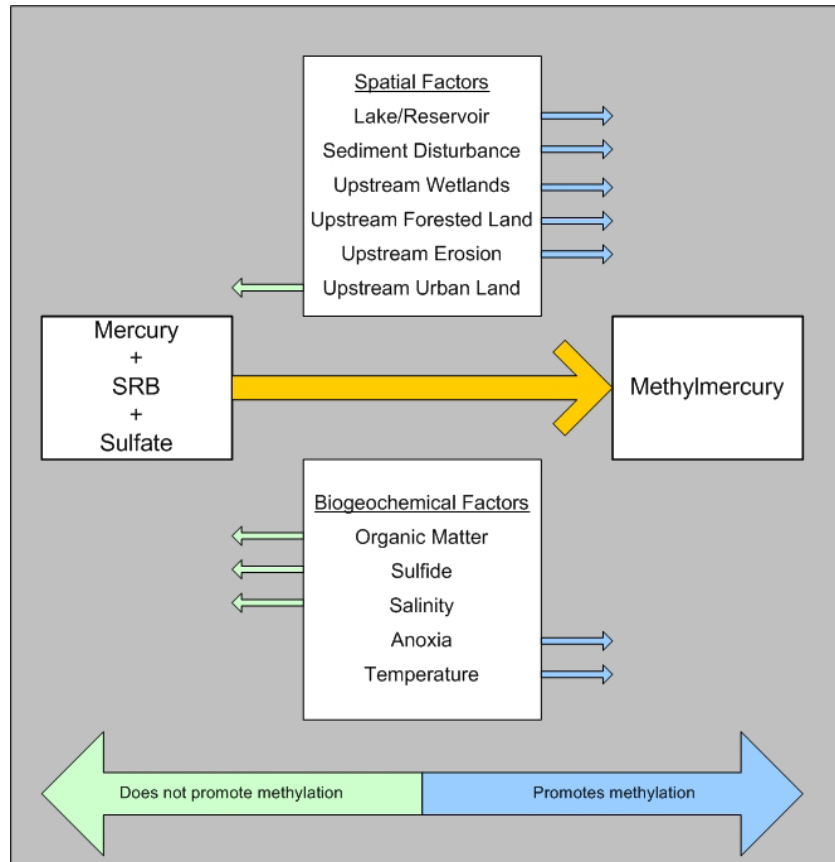 Spatial Factors
Lake/Reservoir
Sediment Disturbance
Upstream Wetlands
Upstream Forested Land
Upstream Erosion
Upstream Urban Land
Mercury
+
SRB
+
Sulfate
Methylmercury
Biogeochemical Factors
Organic Matter
Sulfide
Salinity
Anoxia
Temperature
Does not promote methylation
Promotes methylation